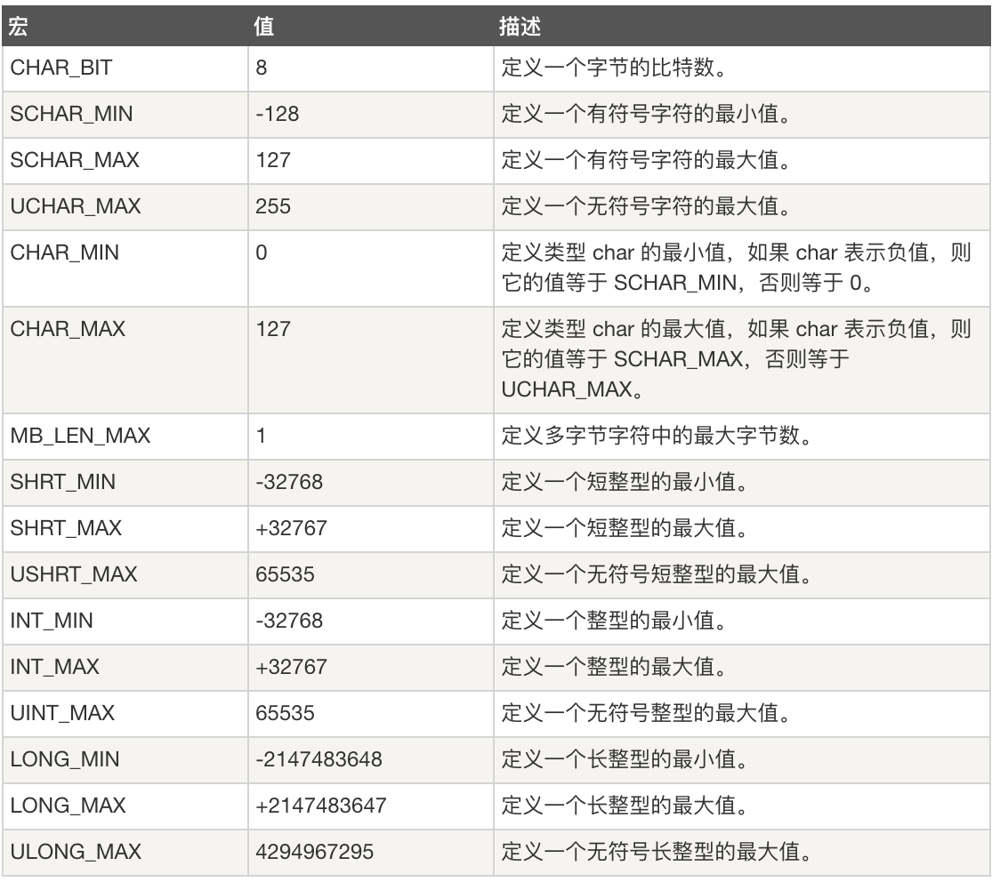 宏 值 描述
CHAR_BIT 8 定义一个字节的比特数。
SCHAR_MIN -128 定义一个有符号字符的最小值。
SCHAR_MAX 127 定义一个有符号字符的最大值。
UCHAR_MAX 255 定义一个无符号字符的最大值。
CHAR_MIN 0 定义类型 char 的最小值，如果 char 表示负值，则
它的值等于 SCHAR_MIN，否则等于 0。
CHAR_MAX 127 定义类型 char 的最大值，如果 char 表示负值，则
它的值等于 SCHAR_MAX，否则等于
UCHAR_MAX。
MB_LEN_MAX 1 定义多字节字符中的最大字节数。
SHRT_MIN -32768 定义一个短整型的最小值。
SHRT_MAX +32767 定义一个短整型的最大值。
USHRT_MAX 65535 定义一个无符号短整型的最大值。
INT_MIN -32768 定义一个整型的最小值。
INT_MAX +32767 定义一个整型的最大值。
UINT_MAX 65535 定义一个无符号整型的最大值。
LONG_MIN -2147483648 定义一个长整型的最小值。
LONG_MAX +2147483647 定义一个长整型的最大值。
ULONG_MAX 4294967295 定义一个无符号长整型的最大值。